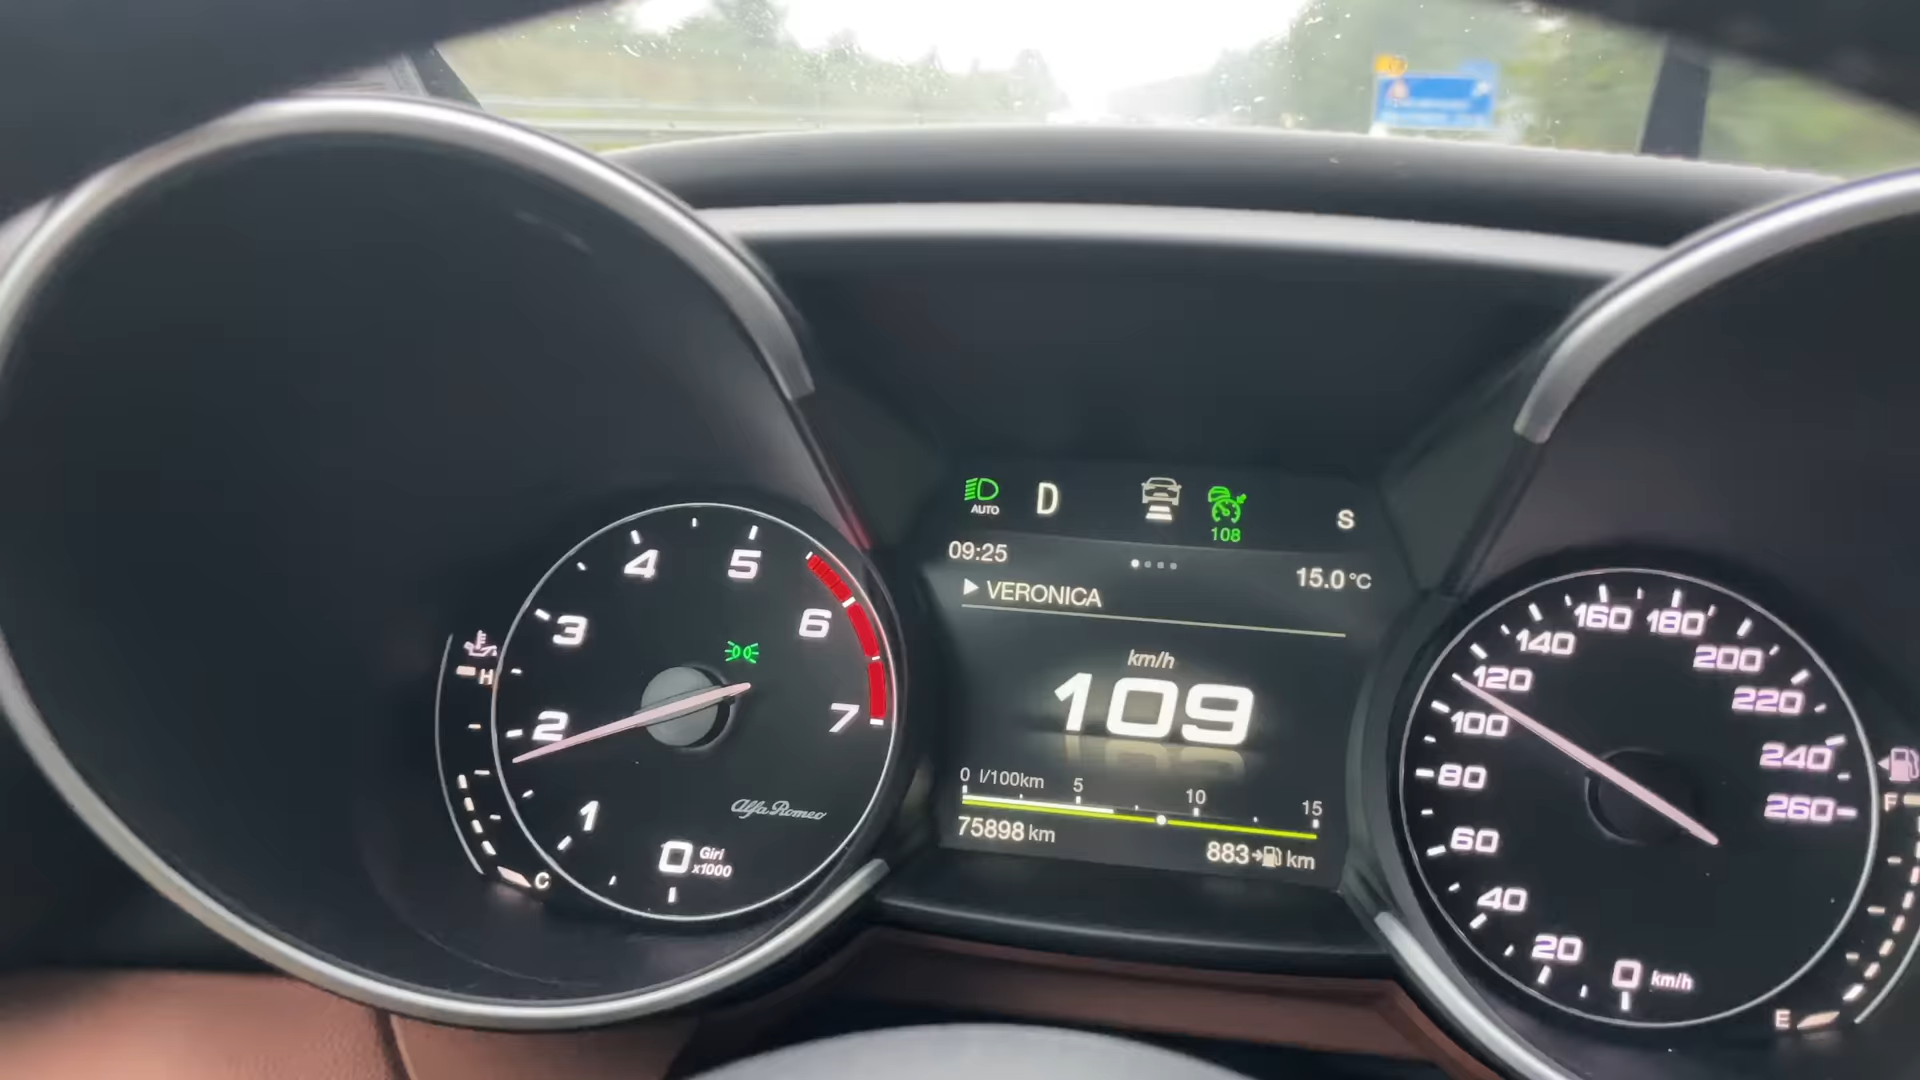 AUTO D 108 S
09:25 15.0°C
VERONICA
km/h
109
0 l/100km 5 10 15
75898 km
883 km
0 1 2 3 4 5 6 7
Giri
x1000
Alfa Romeo
H
C
0 20 40 60 80 100 120 140 160 180 200 220 240 260
km/h
F
E